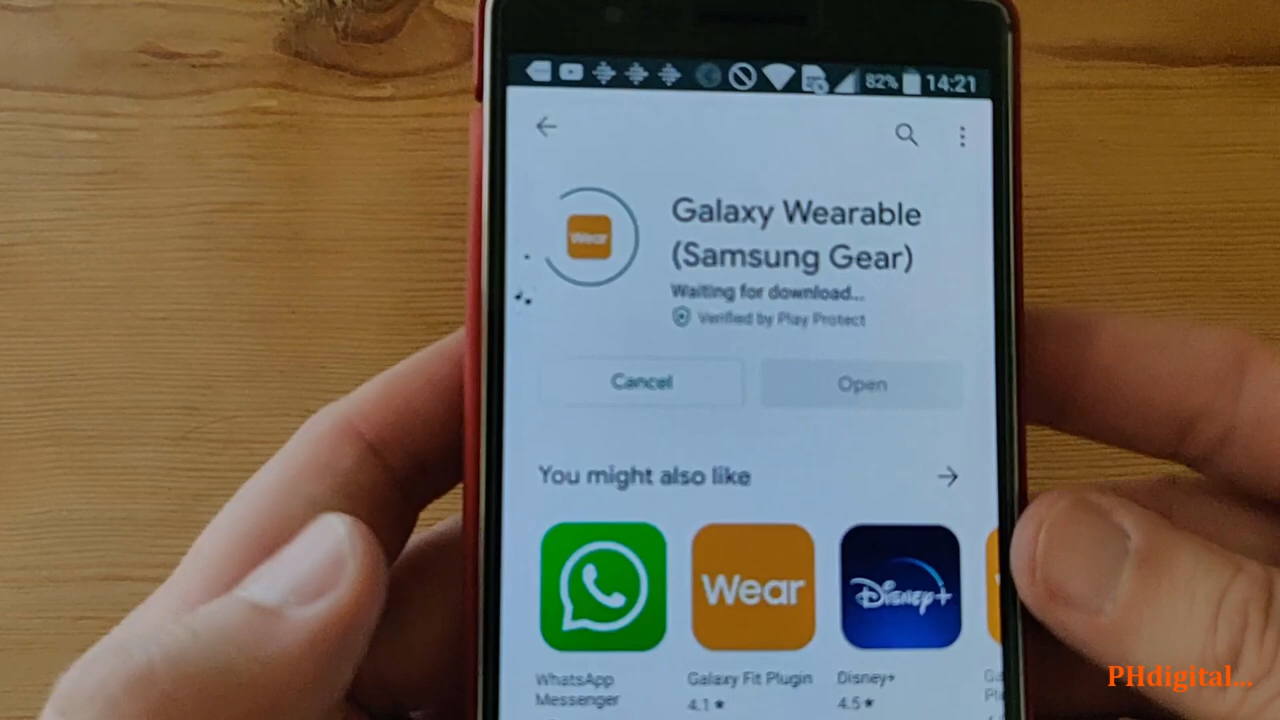 82% 14:21
Wear
Galaxy Wearable
(Samsung Gear)
Waiting for download...
Verified by Play Protect
Cancel
Open
You might also like
Wear
Disney+
WhatsApp
Messenger
Galaxy Fit Plugin
4.1★
Disney+
4.5★
PHdigital...